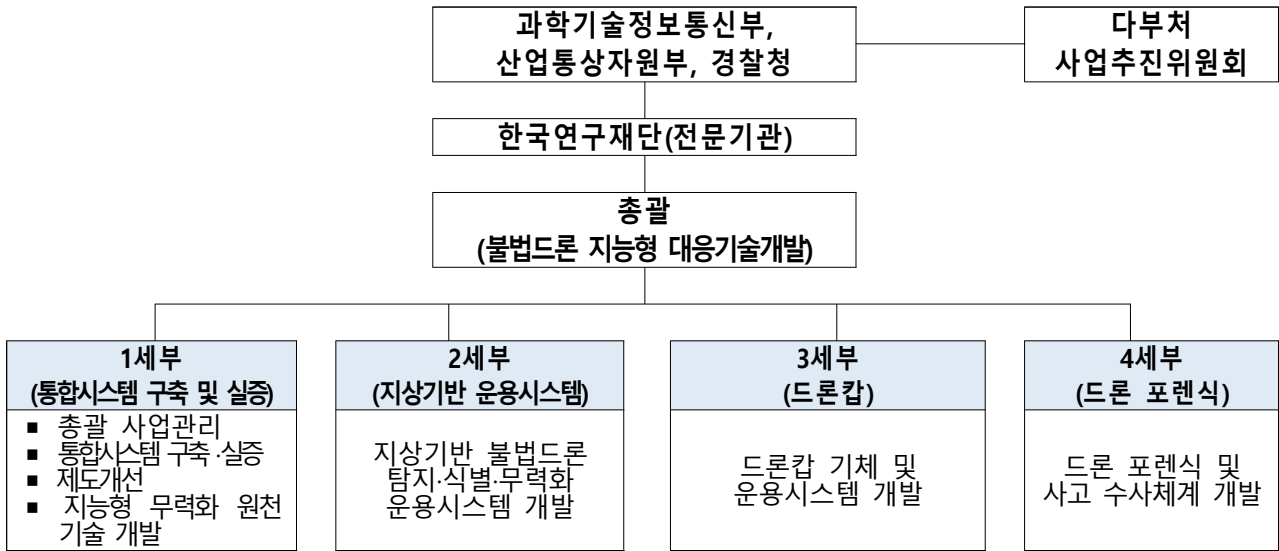 과학기술정보통신부,
산업통상자원부, 경찰청
다부처
사업추진위원회
한국연구재단(전문기관)
총괄
(불법드론 지능형 대응기술개발)
1세부
(통합시스템 구축 및 실증)
■ 총괄 사업관리
■ 통합시스템 구축·실증
■ 제도개선
■ 지능형 무력화 원천
기술 개발
2세부
(지상기반 운용시스템)
지상기반 불법드론
탐지·식별·무력화
운용시스템 개발
3세부
(드론캅)
드론캅 기체 및
운용시스템 개발
4세부
(드론 포렌식)
드론 포렌식 및
사고 수사체계 개발